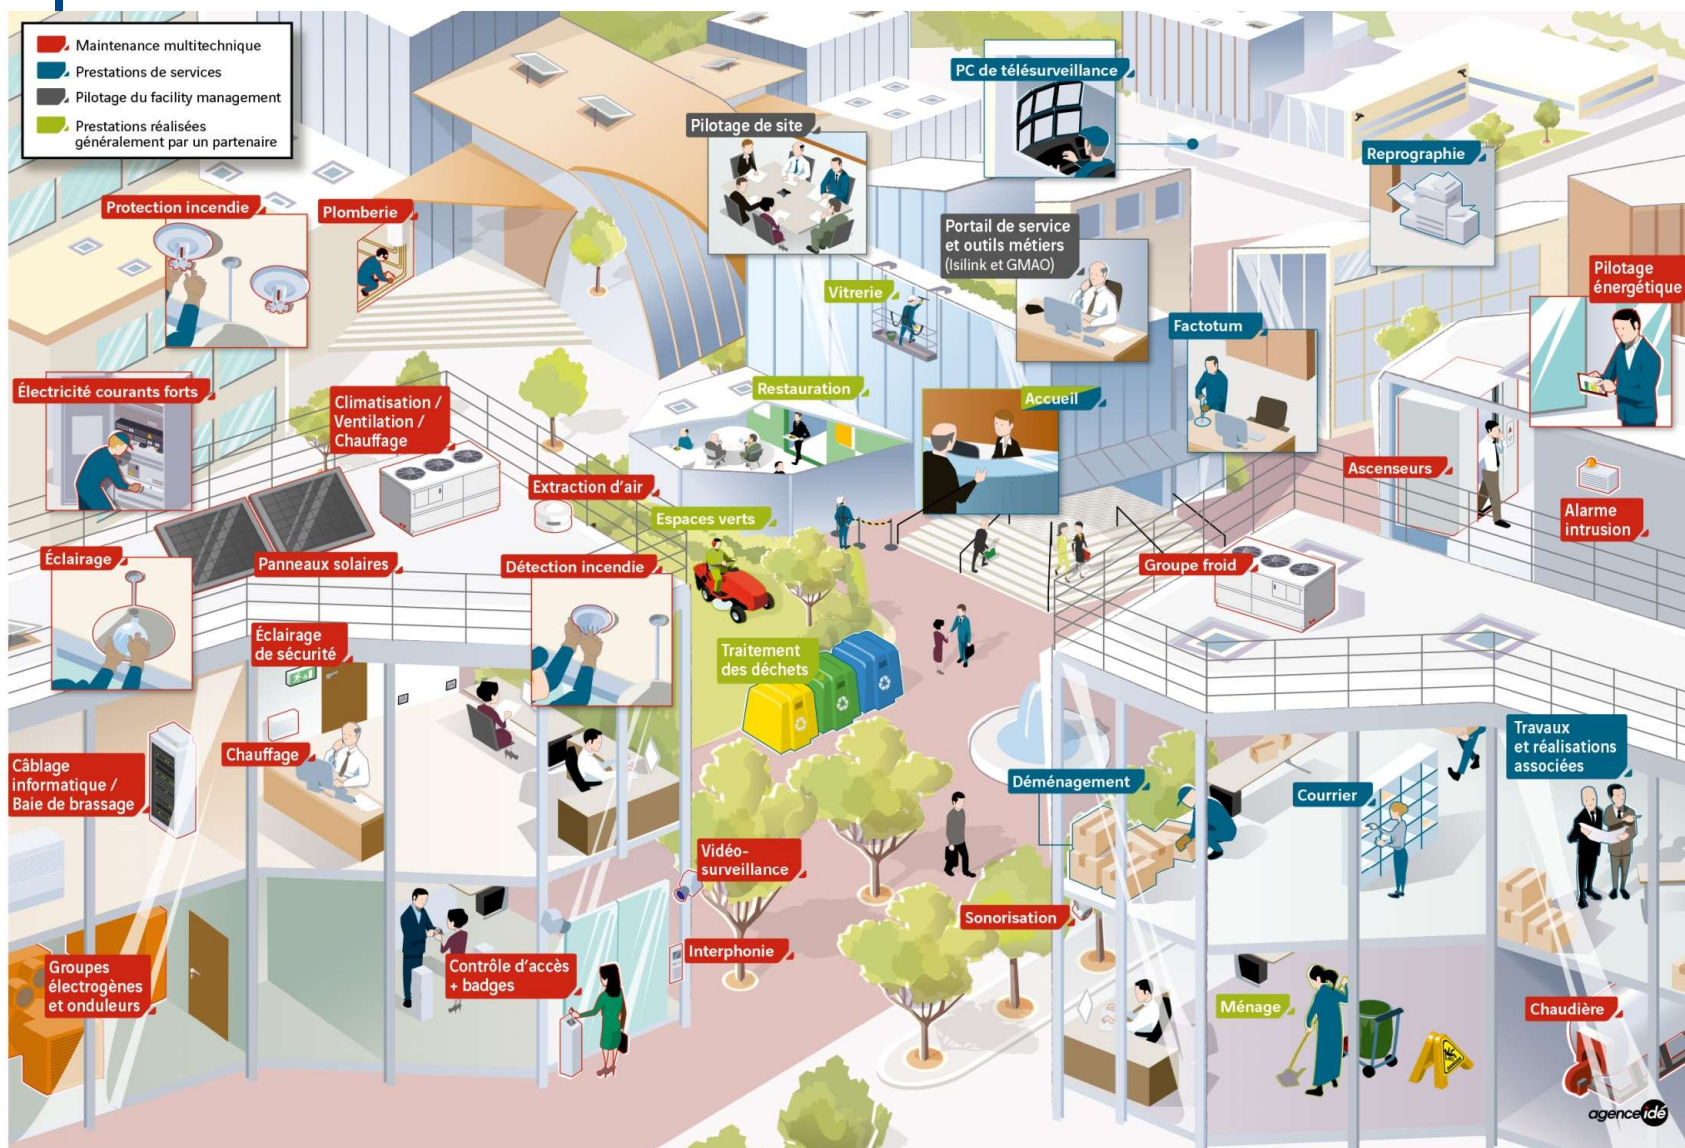 Maintenance multitechnique
Prestations de services
Pilotage du facility management
Prestations réalisées
généralement par un partenaire
PC de télésurveillance
Pilotage de site
Reprographie
Protection incendie
Plomberie
Portail de service
et outils métiers
(Isilink et GMAO)
Pilotage
énergétique
Vitrerie
Factotum
Électricité courants forts
Climatisation /
Ventilation /
Chauffage
Restauration
Accueil
Ascenseurs
Extraction d'air
Espaces verts
Alarme
intrusion
Éclairage
Panneaux solaires
Détection incendie
Groupe froid
Éclairage
de sécurité
Traitement
des déchets
Chauffage
Câblage
informatique /
Baie de brassage
Déménagement
Courrier
Travaux
et réalisations
associées
Vidéo-
surveillance
Sonorisation
Interphonie
Groupes
électrogènes
et onduleurs
Contrôle d'accès
+ badges
Ménage
Chaudière
agence idé